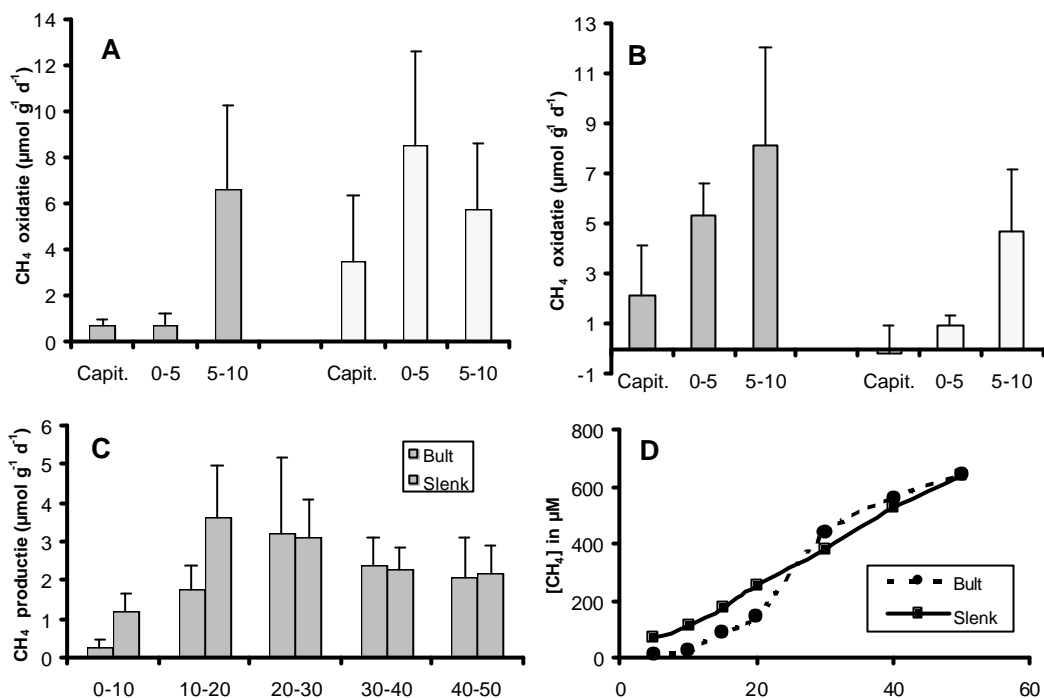 A
CH4 oxidatie (µmol g-1 d-1)
14
12
10
8
6
4
2
0
Capit. 0-5 5-10 Capit. 0-5 5-10
B
CH4 oxidatie (µmol g-1 d-1)
13
11
9
7
5
3
1
-1
Capit. 0-5 5-10 Capit. 0-5 5-10
C
CH4 productie (µmol g-1 d-1)
6
5
4
3
2
1
0
Bult
Slenk
0-10 10-20 20-30 30-40 40-50
D
[CH4] in µM
800
600
400
200
0
Bult
Slenk
0 20 40 60